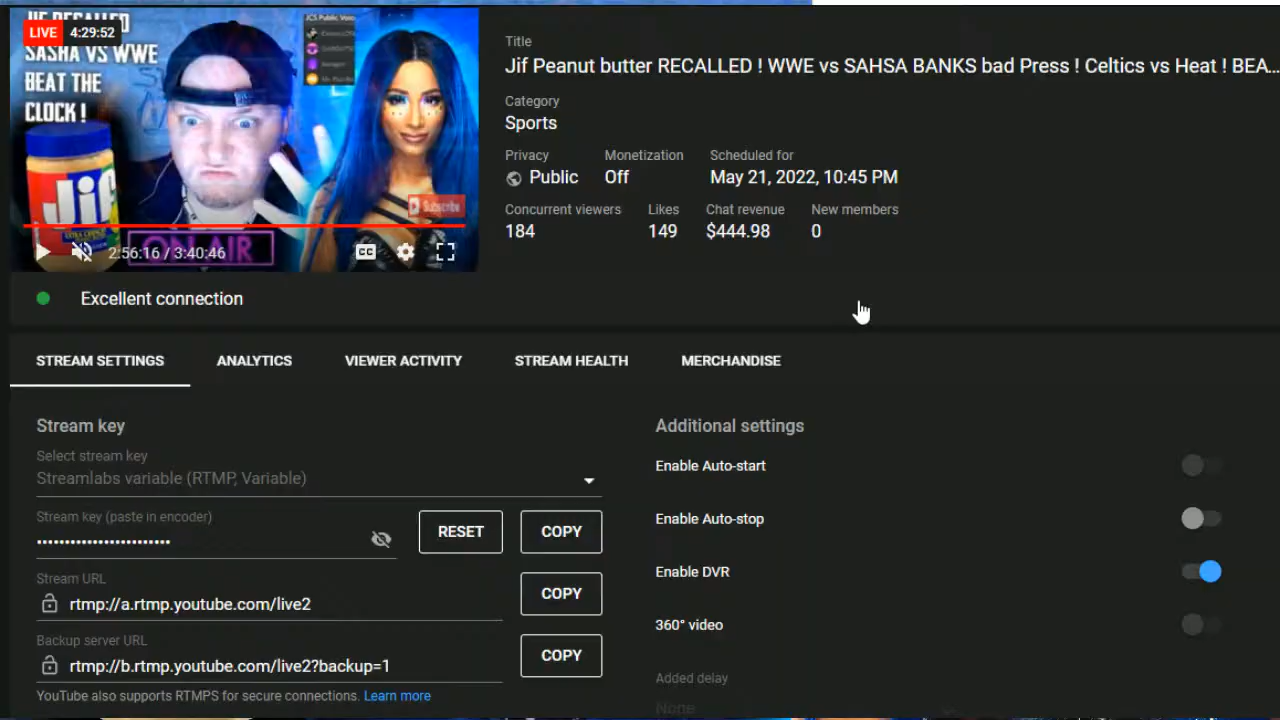 JIF RECALLED
LIVE 4:29:52
SASHA VS WWE
BEAT THE
CLOCK !
JCS Public Voice
Jif
Subscribe
ON AIR
2:56:16 / 3:40:46
CC
Title
Jif Peanut butter RECALLED ! WWE vs SAHSA BANKS bad Press ! Celtics vs Heat ! BEA...
Category
Sports
Privacy Monetization Scheduled for
Public Off May 21, 2022, 10:45 PM
Concurrent viewers Likes Chat revenue New members
184 149 $444.98 0
Excellent connection
STREAM SETTINGS ANALYTICS VIEWER ACTIVITY STREAM HEALTH MERCHANDISE
Stream key
Select stream key
Streamlabs variable (RTMP, Variable)
Stream key (paste in encoder)
•••••••••••••••••••••••• RESET COPY
Stream URL
rtmp://a.rtmp.youtube.com/live2 COPY
Backup server URL
rtmp://b.rtmp.youtube.com/live2?backup=1 COPY
YouTube also supports RTMPS for secure connections. Learn more
Additional settings
Enable Auto-start
Enable Auto-stop
Enable DVR
360° video
Added delay
None